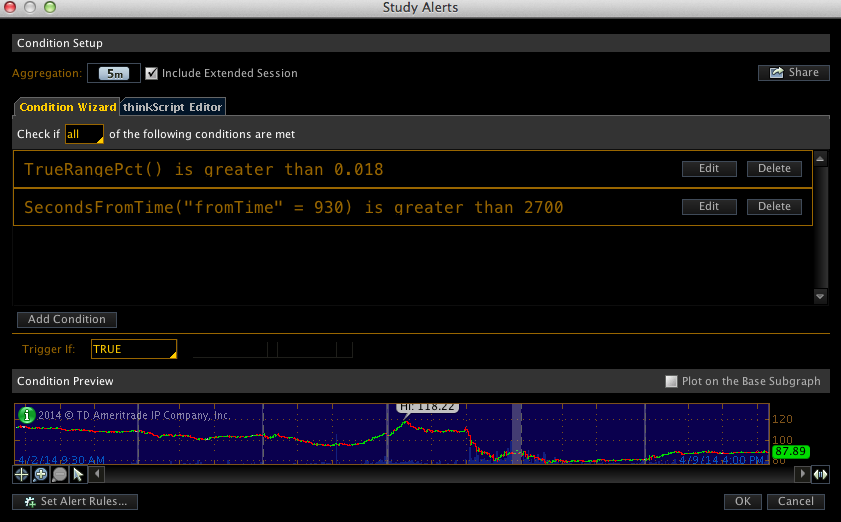 Study Alerts
Condition Setup
Aggregation: 5m Include Extended Session Share
Condition Wizard thinkScript Editor
Check if all of the following conditions are met
TrueRangePct() is greater than 0.018 Edit Delete
SecondsFromTime("fromTime" = 930) is greater than 2700 Edit Delete
Add Condition
Trigger If: TRUE
Condition Preview Plot on the Base Subgraph
2014 © TD Ameritrade IP Company, Inc.
Hi: 118.22
120
100
87.89
80
4/2/14 9:30 AM 4/9/14 4:00 PM
Set Alert Rules... OK Cancel